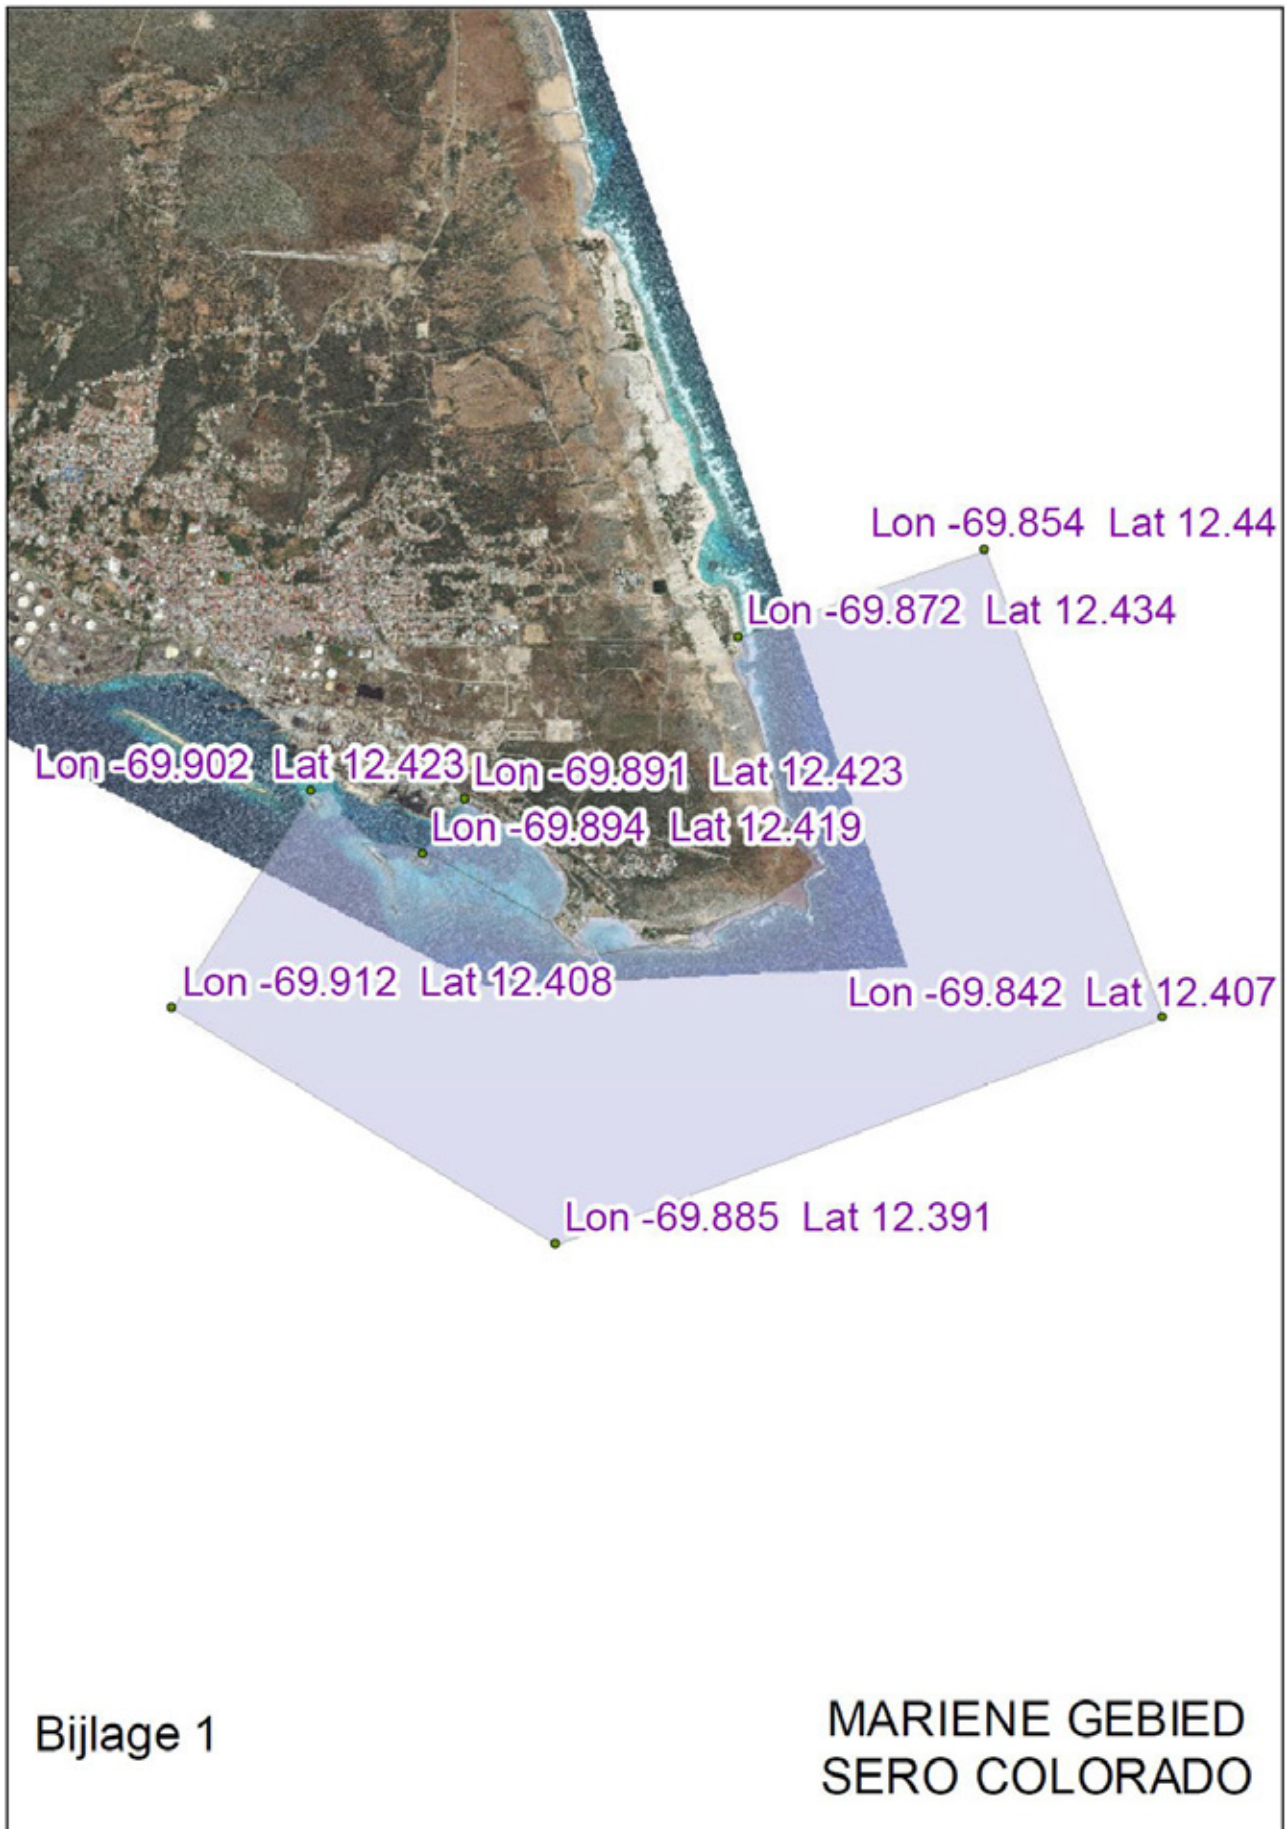 Lon -69.854 Lat 12.44
Lon -69.872 Lat 12.434
Lon -69.902 Lat 12.423
Lon -69.891 Lat 12.423
Lon -69.894 Lat 12.419
Lon -69.912 Lat 12.408
Lon -69.842 Lat 12.407
Lon -69.885 Lat 12.391
Bijlage 1
MARIENE GEBIED
SERO COLORADO